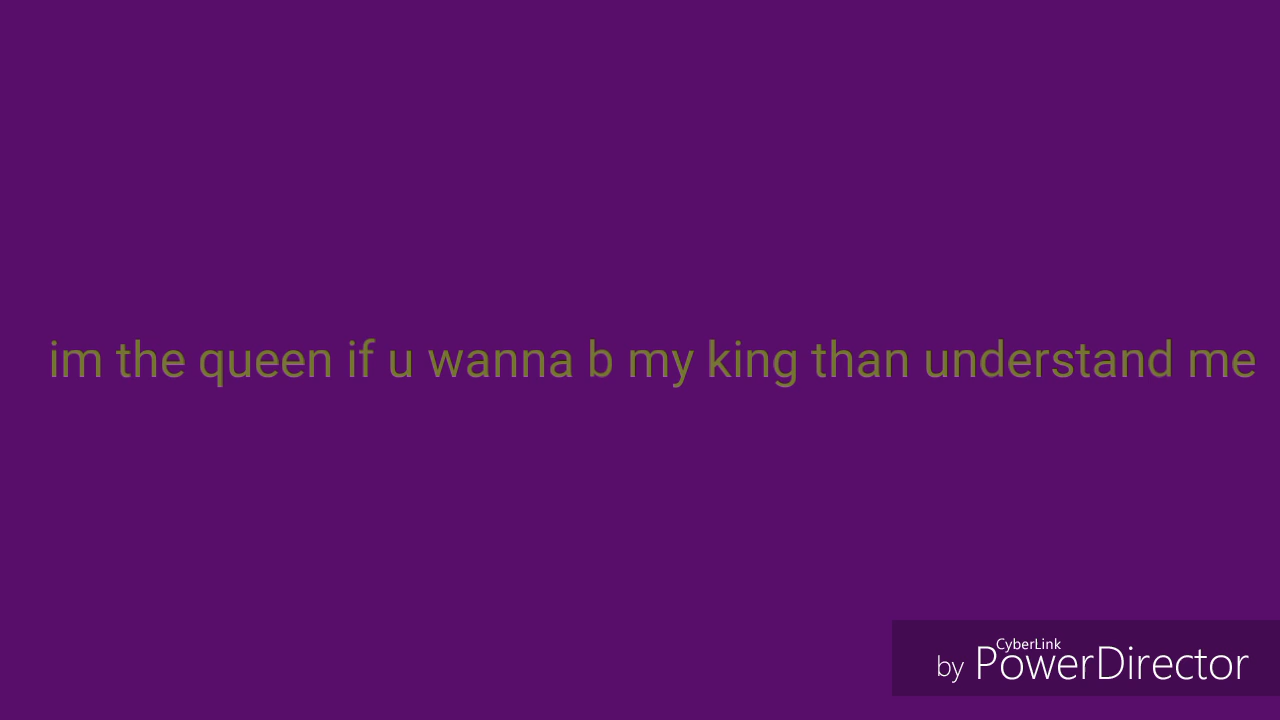 im the queen if u wanna b my king than understand me
CyberLink
by PowerDirector